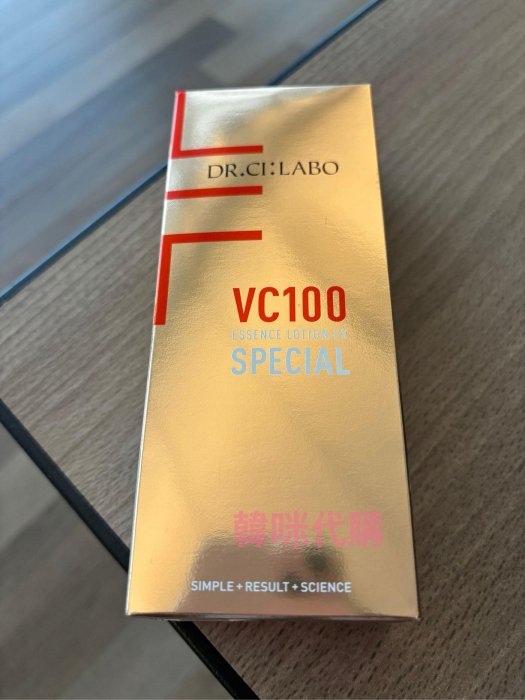 DR.CI:LABO
VC100
ESSENCE LOTION EX
SPECIAL
韓咪代購
SIMPLE + RESULT + SCIENCE